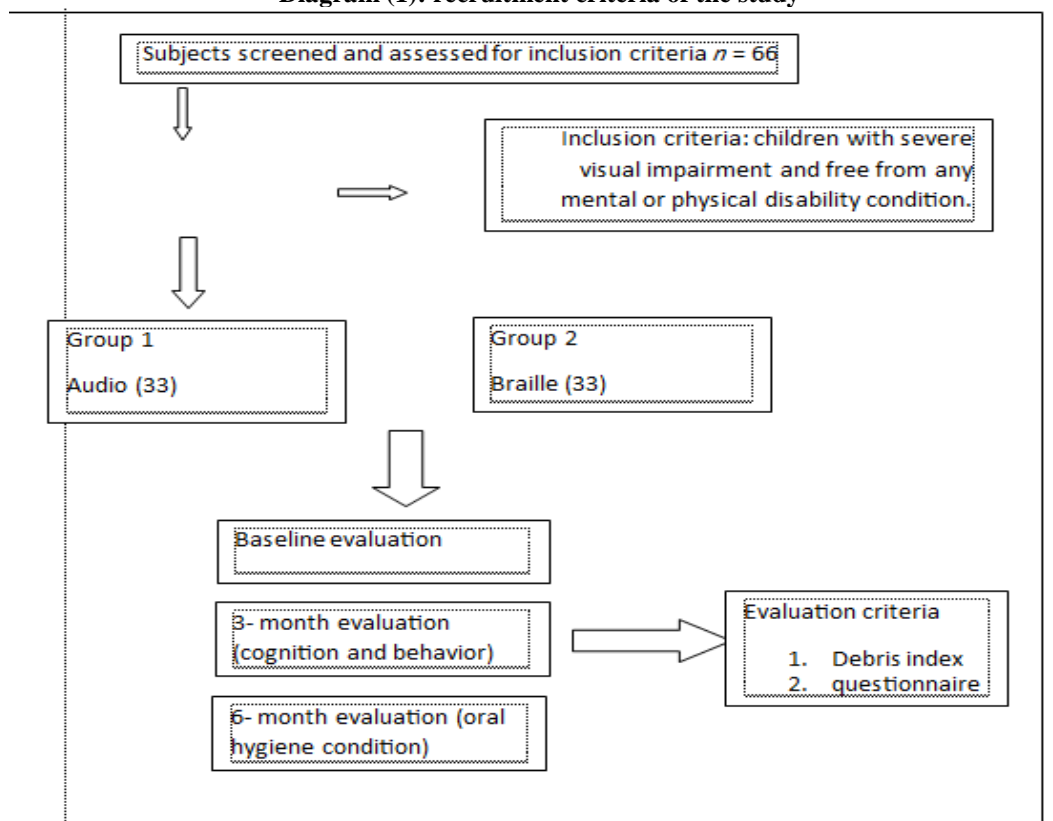 Diagram (1): recruitment criteria of the study
Subjects screened and assessed for inclusion criteria n = 66
Inclusion criteria: children with severe
visual impairment and free from any
mental or physical disability condition.
Group 1
Audio (33)
Group 2
Braille (33)
Baseline evaluation
3- month evaluation
(cognition and behavior)
6- month evaluation (oral
hygiene condition)
Evaluation criteria
1. Debris index
2. questionnaire